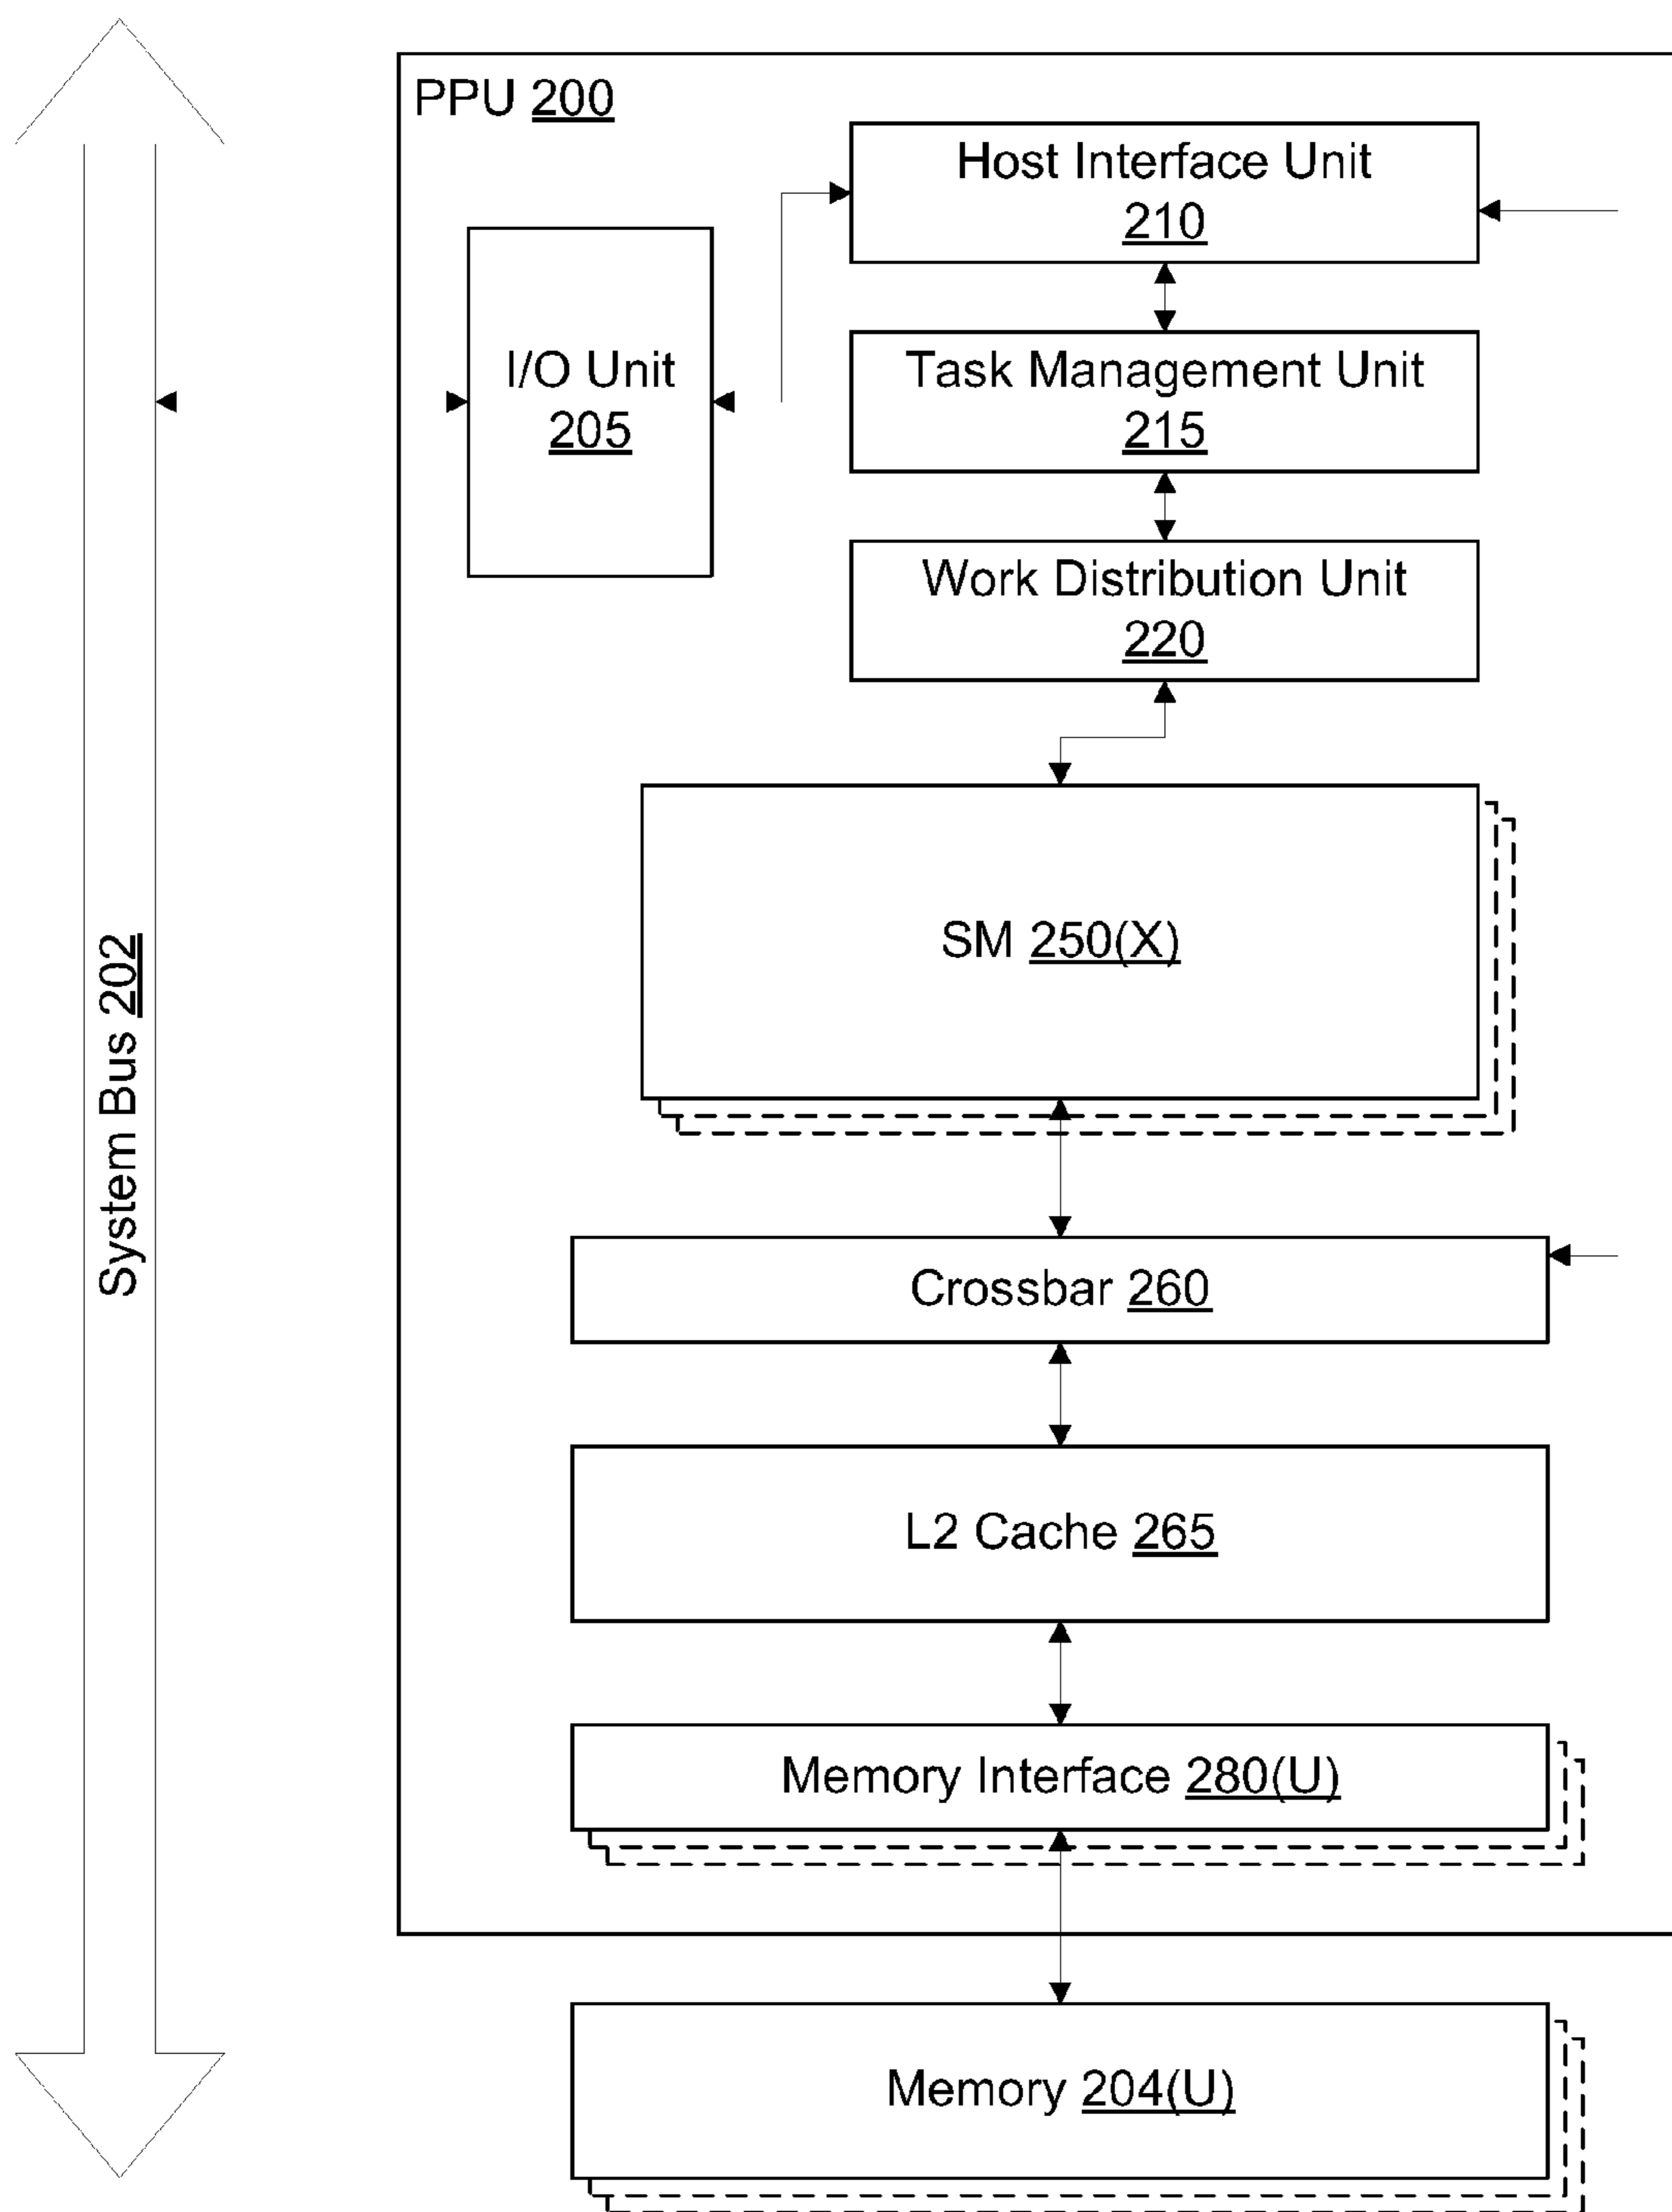 PPU 200
Host Interface Unit
210
I/O Unit
205
Task Management Unit
215
Work Distribution Unit
220
SM 250(X)
System Bus 202
Crossbar 260
L2 Cache 265
Memory Interface 280(U)
Memory 204(U)